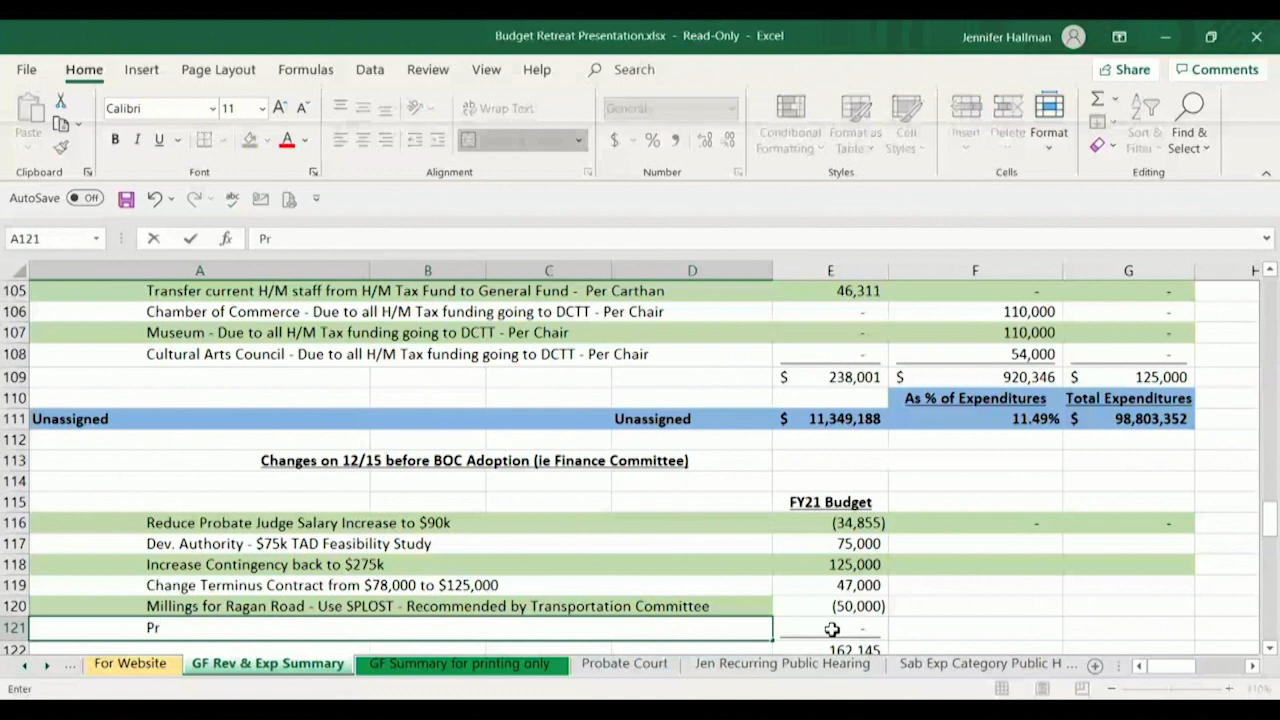 Budget Retreat Presentation.xlsx - Read-Only - Excel
Jennifer Hallman
File Home Insert Page Layout Formulas Data Review View Help Search Share Comments
Calibri 11 A A Wrap Text General
Paste B I U A $ % Conditional Formatting Format as Table Cell Styles Insert Delete Format Sort & Filter Find & Select
Clipboard Font Alignment Number Styles Cells Editing
AutoSave Off abc
A121 fx Pr
A B C D E F G H
105 Transfer current H/M staff from H/M Tax Fund to General Fund - Per Carthan 46,311 - -
106 Chamber of Commerce - Due to all H/M Tax funding going to DCTT - Per Chair - 110,000 -
107 Museum - Due to all H/M Tax funding going to DCTT - Per Chair - 110,000 -
108 Cultural Arts Council - Due to all H/M Tax funding going to DCTT - Per Chair - 54,000 -
109 $ 238,001 $ 920,346 $ 125,000
110 As % of Expenditures Total Expenditures
111 Unassigned Unassigned $ 11,349,188 11.49% $ 98,803,352
112
113 Changes on 12/15 before BOC Adoption (ie Finance Committee)
114
115 FY21 Budget
116 Reduce Probate Judge Salary Increase to $90k (34,855) - -
117 Dev. Authority - $75k TAD Feasibility Study 75,000
118 Increase Contingency back to $275k 125,000
119 Change Terminus Contract from $78,000 to $125,000 47,000
120 Millings for Ragan Road - Use SPLOST - Recommended by Transportation Committee (50,000)
121 Pr -
122 162,145
... For Website GF Rev & Exp Summary GF Summary for printing only Probate Court Jen Recurring Public Hearing Sab Exp Category Public H ...
Enter 110%